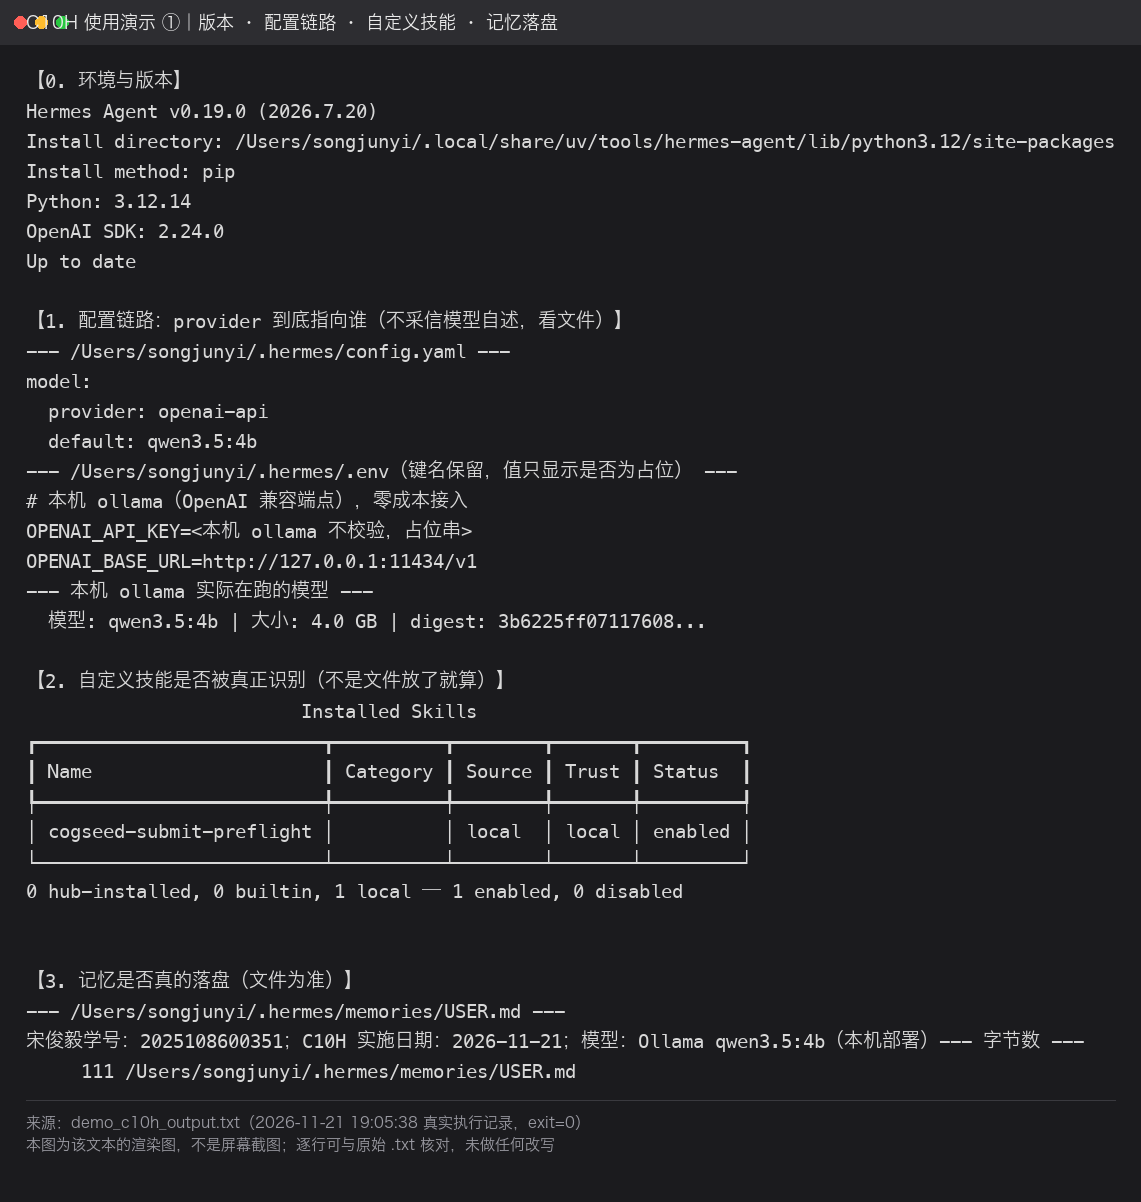 C10H 使用演示 ①｜版本 · 配置链路 · 自定义技能 · 记忆落盘
【0. 环境与版本】
Hermes Agent v0.19.0 (2026.7.20)
Install directory: /Users/songjunyi/.local/share/uv/tools/hermes-agent/lib/python3.12/site-packages
Install method: pip
Python: 3.12.14
OpenAI SDK: 2.24.0
Up to date
【1. 配置链路：provider 到底指向谁（不采信模型自述，看文件）】
--- /Users/songjunyi/.hermes/config.yaml ---
model:
  provider: openai-api
  default: qwen3.5:4b
--- /Users/songjunyi/.hermes/.env（键名保留，值只显示是否为占位） ---
# 本机 ollama（OpenAI 兼容端点），零成本接入
OPENAI_API_KEY=<本机 ollama 不校验，占位串>
OPENAI_BASE_URL=http://127.0.0.1:11434/v1
--- 本机 ollama 实际在跑的模型 ---
  模型: qwen3.5:4b | 大小: 4.0 GB | digest: 3b6225ff07117608...
【2. 自定义技能是否被真正识别（不是文件放了就算）】
Installed Skills
Name Category Source Trust Status
cogseed-submit-preflight local local enabled
0 hub-installed, 0 builtin, 1 local — 1 enabled, 0 disabled
【3. 记忆是否真的落盘（文件为准）】
--- /Users/songjunyi/.hermes/memories/USER.md ---
宋俊毅学号：2025108600351；C10H 实施日期：2026-11-21；模型：Ollama qwen3.5:4b（本机部署）--- 字节数 ---
     111 /Users/songjunyi/.hermes/memories/USER.md
来源：demo_c10h_output.txt（2026-11-21 19:05:38 真实执行记录，exit=0）
本图为该文本的渲染图，不是屏幕截图；逐行可与原始 .txt 核对，未做任何改写